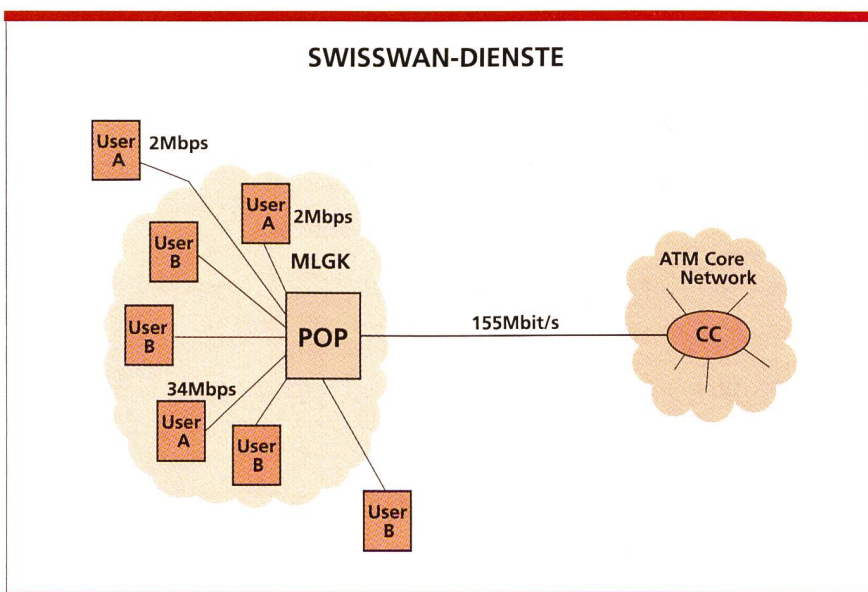 SWISSWAN-DIENSTE
User
A
2Mbps
User
A
2Mbps
User
B
MLGK
ATM Core
Network
User
B
POP
155Mbit/s
CC
34Mbps
User
A
User
B
User
B